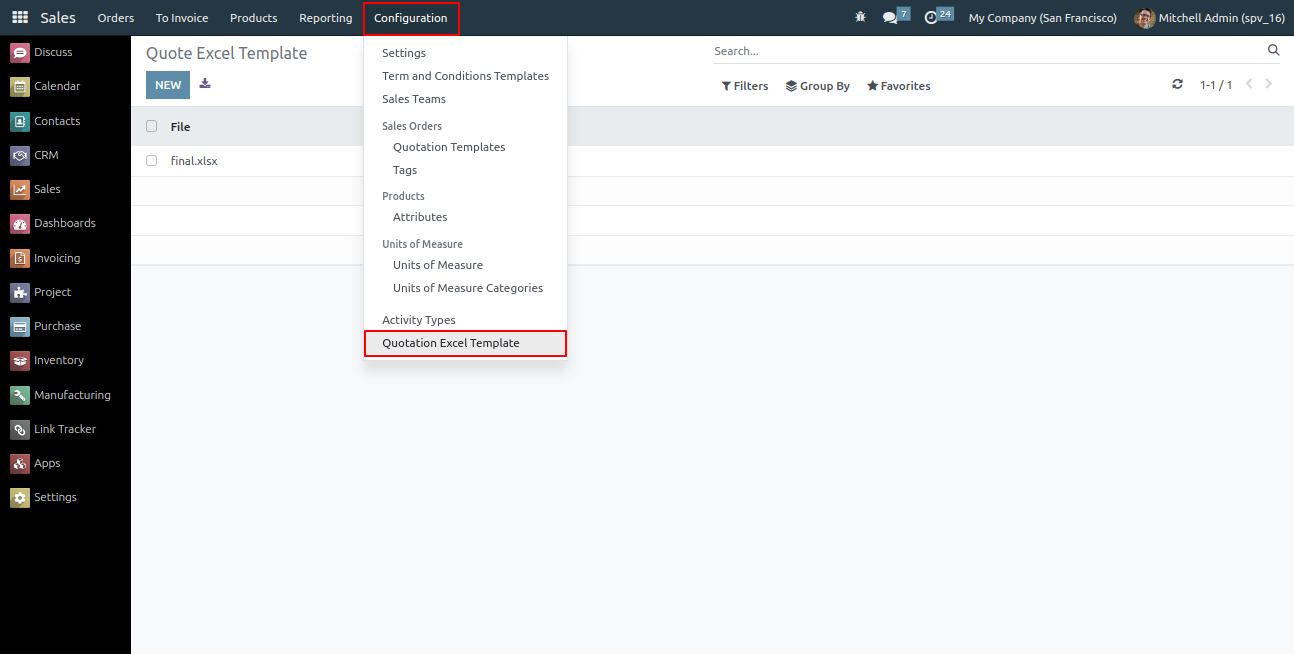 Sales Orders To Invoice Products Reporting Configuration 7 24 My Company (San Francisco) Mitchell Admin (spv_16)
Discuss
Calendar
Contacts
CRM
Sales
Dashboards
Invoicing
Project
Purchase
Inventory
Manufacturing
Link Tracker
Apps
Settings
Quote Excel Template
NEW
Search...
Filters Group By Favorites 1-1 / 1
File
final.xlsx
Settings
Term and Conditions Templates
Sales Teams
Sales Orders
Quotation Templates
Tags
Products
Attributes
Units of Measure
Units of Measure
Units of Measure Categories
Activity Types
Quotation Excel Template